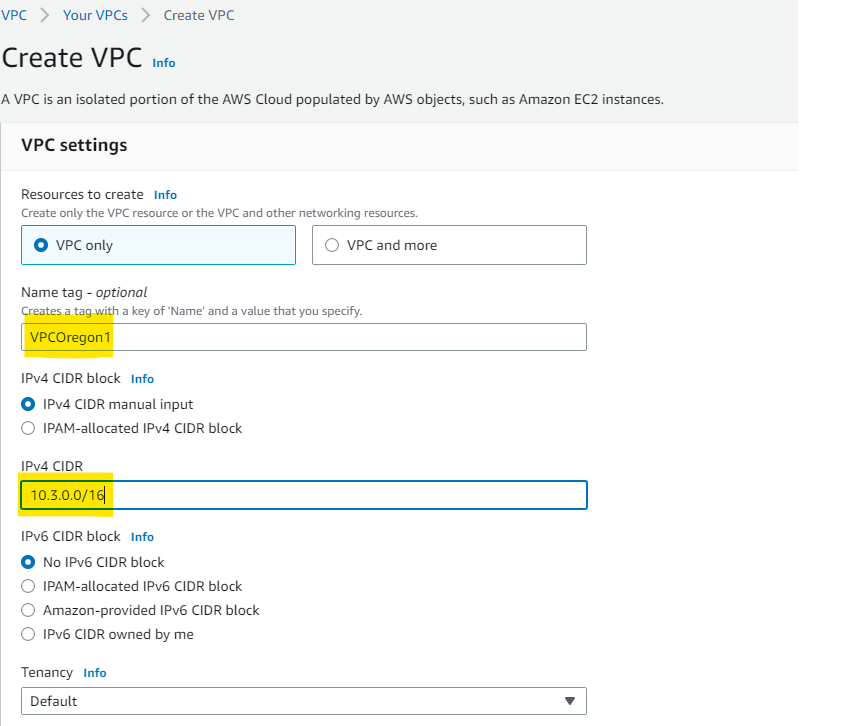 VPC > Your VPCs > Create VPC
Create VPC Info
A VPC is an isolated portion of the AWS Cloud populated by AWS objects, such as Amazon EC2 instances.
VPC settings
Resources to create Info
Create only the VPC resource or the VPC and other networking resources.
VPC only VPC and more
Name tag - optional
Creates a tag with a key of 'Name' and a value that you specify.
VPCOregon1
IPv4 CIDR block Info
IPv4 CIDR manual input
IPAM-allocated IPv4 CIDR block
IPv4 CIDR
10.3.0.0/16
IPv6 CIDR block Info
No IPv6 CIDR block
IPAM-allocated IPv6 CIDR block
Amazon-provided IPv6 CIDR block
IPv6 CIDR owned by me
Tenancy Info
Default